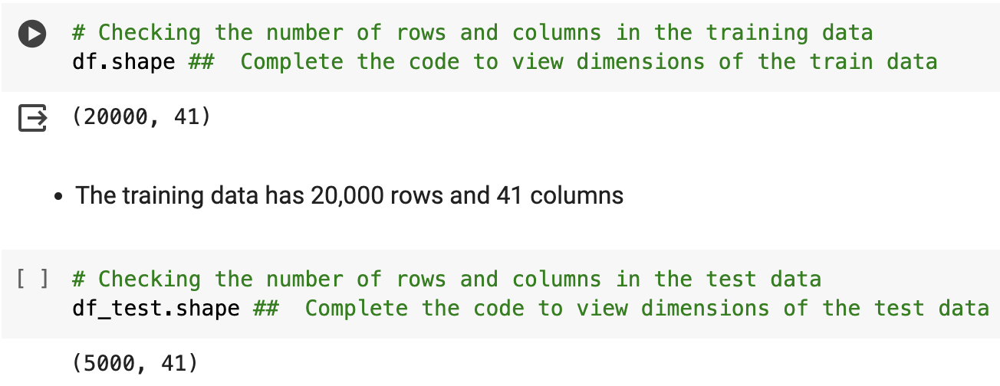 # Checking the number of rows and columns in the training data
df.shape ##  Complete the code to view dimensions of the train data
(20000, 41)
• The training data has 20,000 rows and 41 columns
[ ] # Checking the number of rows and columns in the test data
df_test.shape ##  Complete the code to view dimensions of the test data
(5000, 41)